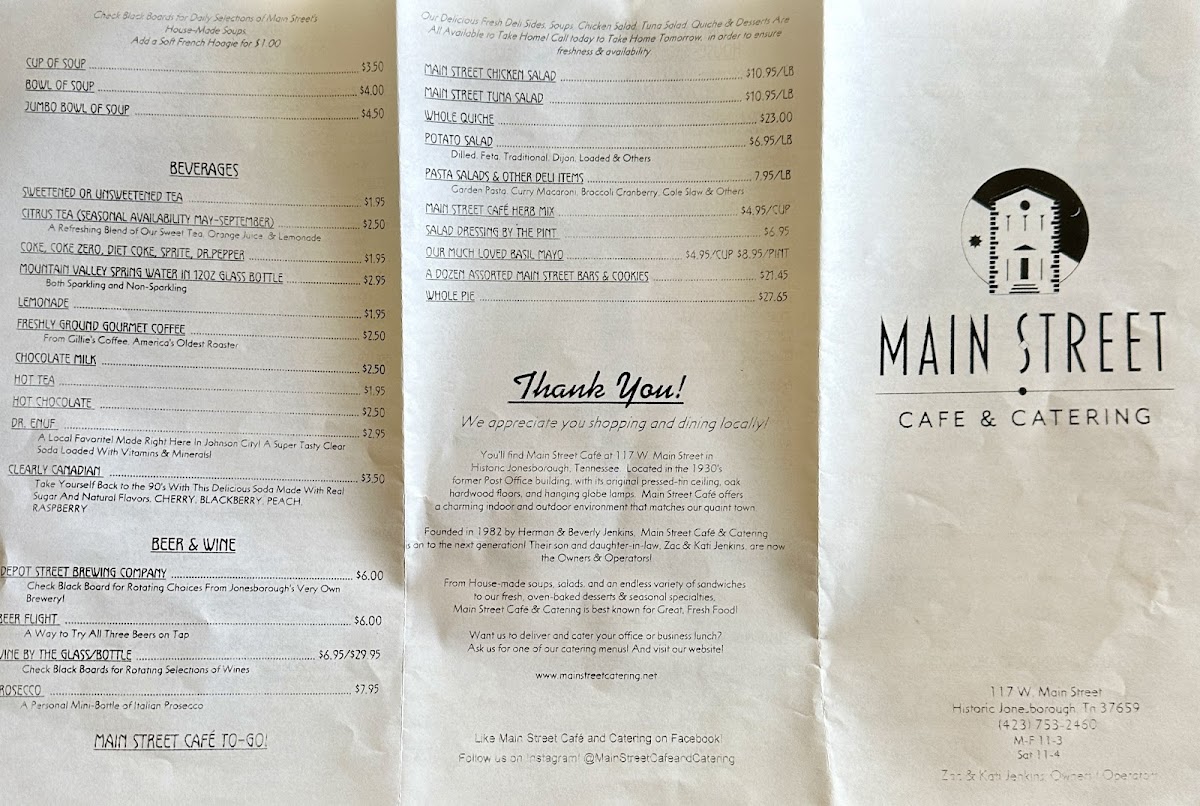 Check Black Boards for Daily Selections of Main Street's
House-Made Soups.
Add a Soft French Hoagie for $1.00
CUP OF SOUP $3.50
BOWL OF SOUP $4.00
JUMBO BOWL OF SOUP $4.50
BEVERAGES
SWEETENED OR UNSWEETENED TEA $1.95
CITRUS TEA (SEASONAL AVAILABILITY MAY-SEPTEMBER) $2.50
A Refreshing Blend of Our Sweet Tea, Orange Juice, & Lemonade
COKE, COKE ZERO, DIET COKE, SPRITE, DR.PEPPER $1.95
MOUNTAIN VALLEY SPRING WATER IN 12OZ GLASS BOTTLE $2.95
Both Sparkling and Non-Sparkling
LEMONADE $1.95
FRESHLY GROUND GOURMET COFFEE $2.50
From Gillie's Coffee, America's Oldest Roaster
CHOCOLATE MILK $2.50
HOT TEA $1.95
HOT CHOCOLATE $2.50
DR. ENUF $2.95
A Local Favorite! Made Right Here In Johnson City! A Super Tasty Clear
Soda Loaded With Vitamins & Minerals!
CLEARLY CANADIAN $3.50
Take Yourself Back to the 90's With This Delicious Soda Made With Real
Sugar And Natural Flavors. CHERRY, BLACKBERRY, PEACH,
RASPBERRY
BEER & WINE
DEPOT STREET BREWING COMPANY $6.00
Check Black Board for Rotating Choices From Jonesborough's Very Own
Brewery!
BEER FLIGHT $6.00
A Way to Try All Three Beers on Tap
WINE BY THE GLASS/BOTTLE $6.95/$29.95
Check Black Boards for Rotating Selections of Wines
ROSECCO $7.95
A Personal Mini-Bottle of Italian Prosecco
MAIN STREET CAFÉ TO-GO!
Our Delicious Fresh Deli Sides, Soups, Chicken Salad, Tuna Salad, Quiche & Desserts Are
All Available to Take Home! Call today to Take Home Tomorrow, in order to ensure
freshness & availability.
MAIN STREET CHICKEN SALAD $10.95/LB
MAIN STREET TUNA SALAD $10.95/LB
WHOLE QUICHE $23.00
POTATO SALAD $6.95/LB
Dilled, Feta, Traditional, Dijon, Loaded & Others
PASTA SALADS & OTHER DELI ITEMS 7.95/LB
Garden Pasta, Curry Macaroni, Broccoli Cranberry, Cole Slaw & Others
MAIN STREET CAFÉ HERB MIX $4.95/CUP
SALAD DRESSING BY THE PINT $6.95
OUR MUCH LOVED BASIL MAYO $4.95/CUP $8.95/PINT
A DOZEN ASSORTED MAIN STREET BARS & COOKIES $21.45
WHOLE PIE $27.65
Thank You!
We appreciate you shopping and dining locally!
You'll find Main Street Café at 117 W. Main Street in
Historic Jonesborough, Tennessee. Located in the 1930's
former Post Office building, with its original pressed-tin ceiling, oak
hardwood floors, and hanging globe lamps. Main Street Café offers
a charming indoor and outdoor environment that matches our quaint town.
Founded in 1982 by Herman & Beverly Jenkins, Main Street Café & Catering
is on to the next generation! Their son and daughter-in-law, Zac & Kati Jenkins, are now
the Owners & Operators!
From House-made soups, salads, and an endless variety of sandwiches
to our fresh, oven-baked desserts & seasonal specialties,
Main Street Café & Catering is best known for Great, Fresh Food!
Want us to deliver and cater your office or business lunch?
Ask us for one of our catering menus! And visit our website!
www.mainstreetcatering.net
Like Main Street Café and Catering on Facebook!
Follow us on Instagram! @MainStreetCafeandCatering
MAIN STREET
CAFE & CATERING
117 W. Main Street
Historic Jonesborough, Tn 37659
(423) 753-2460
M-F 11-3
Sat 11-4
Zac & Kati Jenkins, Owners / Operators